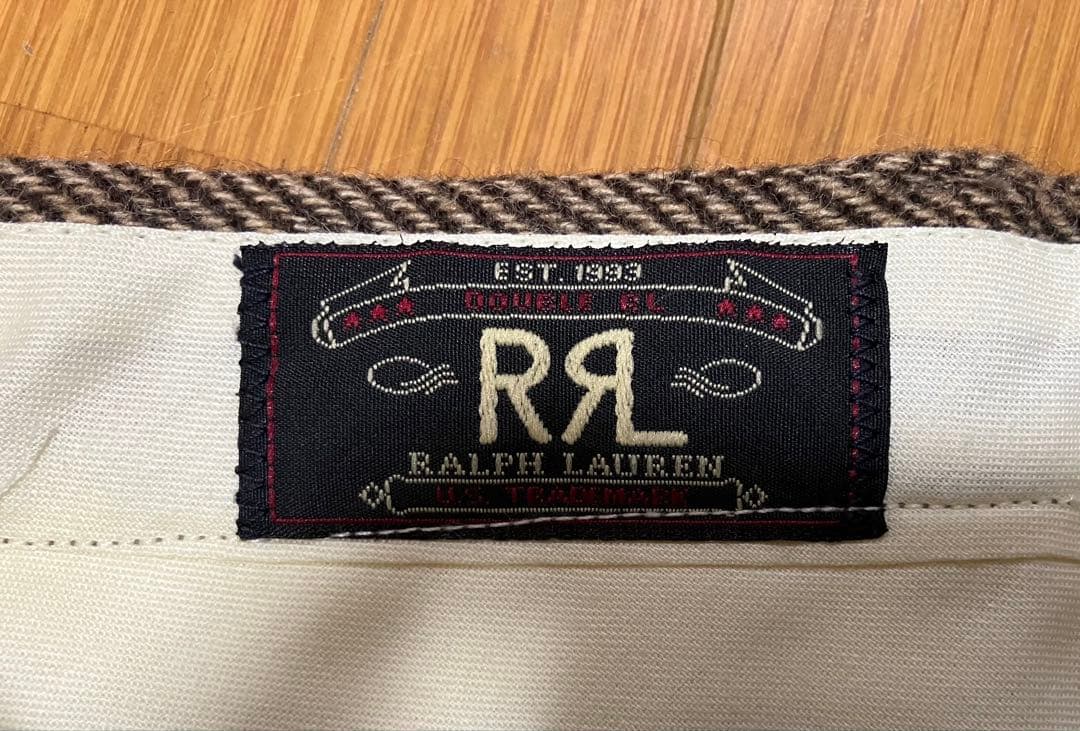 EST. 1993
DOUBLE RL
RRL
RALPH LAUREN
U.S. TRADEMARK